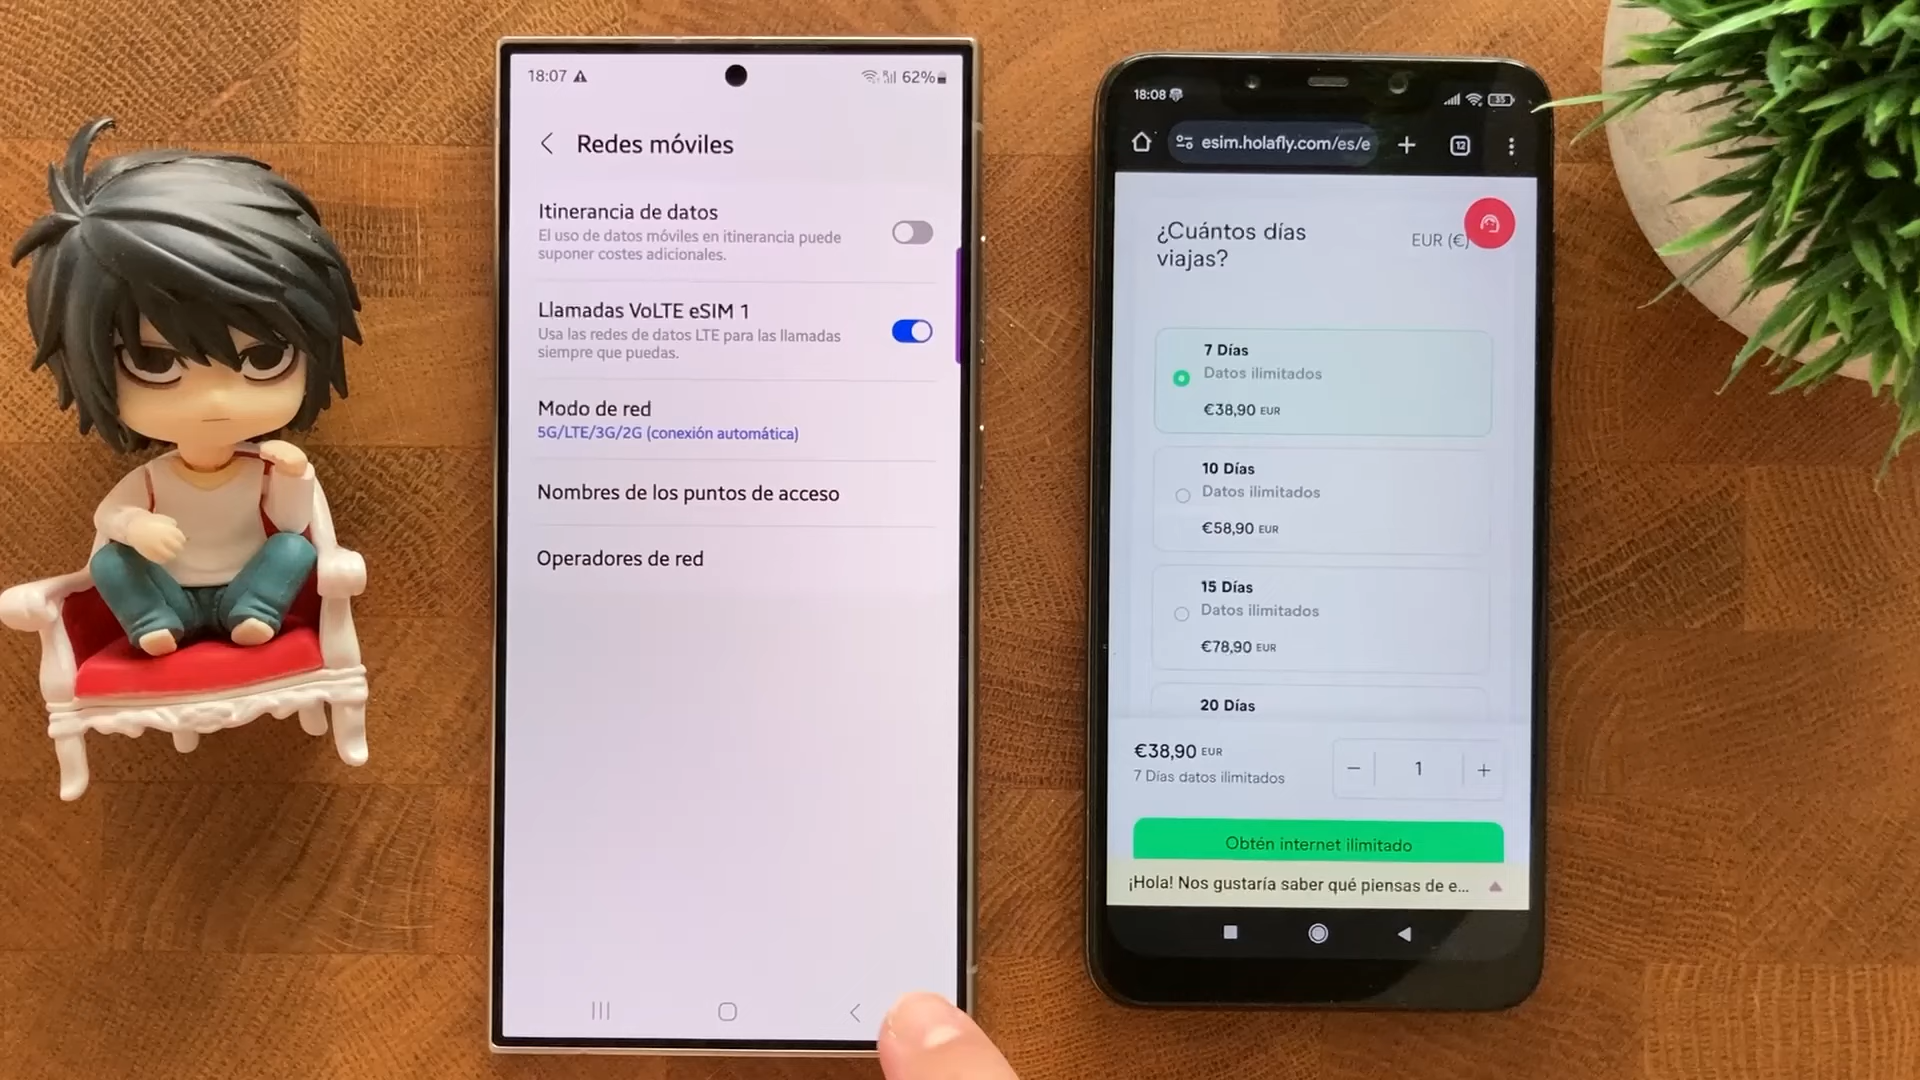 18:07
62%
Redes móviles
Itinerancia de datos
El uso de datos móviles en itinerancia puede
suponer costes adicionales.
Llamadas VoLTE eSIM 1
Usa las redes de datos LTE para las llamadas
siempre que puedas.
Modo de red
5G/LTE/3G/2G (conexión automática)
Nombres de los puntos de acceso
Operadores de red
18:08
35
esim.holafly.com/es/e
12
¿Cuántos días
viajas?
EUR (€)
7 Días
Datos ilimitados
€38,90 EUR
10 Días
Datos ilimitados
€58,90 EUR
15 Días
Datos ilimitados
€78,90 EUR
20 Días
€38,90 EUR
7 Días datos ilimitados
− 1 +
Obtén internet ilimitado
¡Hola! Nos gustaría saber qué piensas de e...